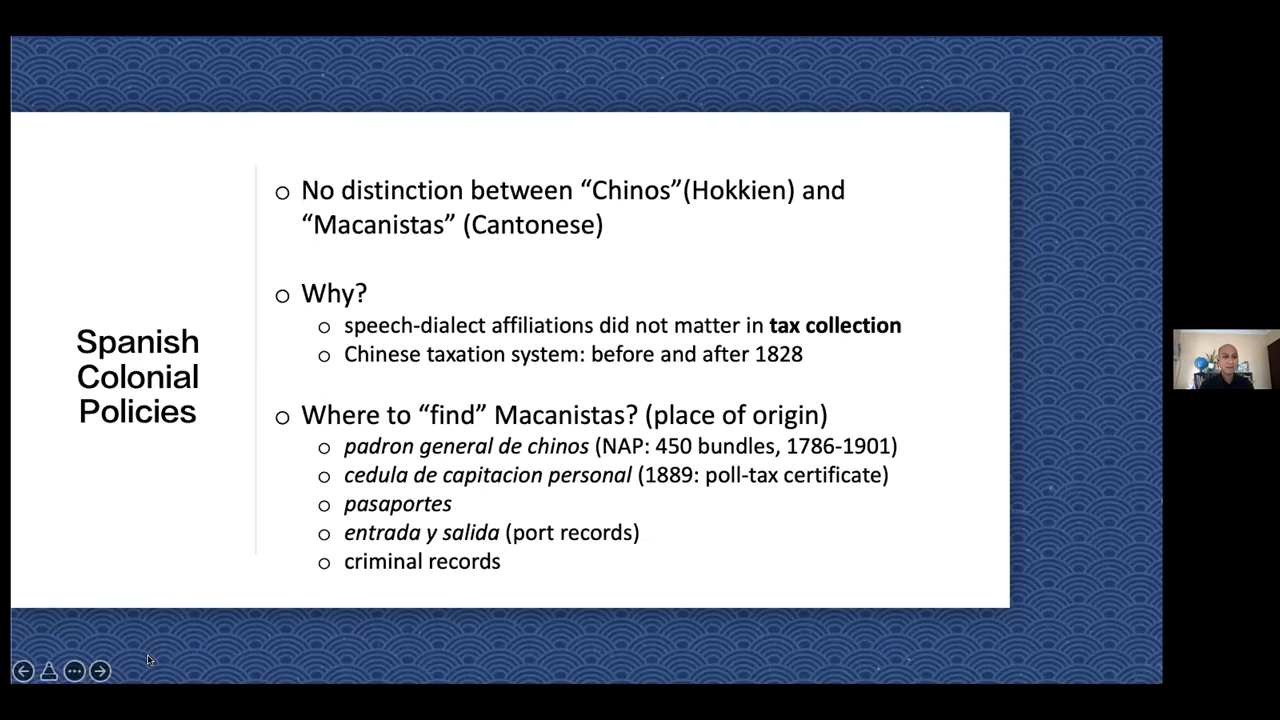 Spanish
Colonial
Policies
No distinction between “Chinos”(Hokkien) and
“Macanistas” (Cantonese)
Why?
speech-dialect affiliations did not matter in tax collection
Chinese taxation system: before and after 1828
Where to “find” Macanistas? (place of origin)
padron general de chinos (NAP: 450 bundles, 1786-1901)
cedula de capitacion personal (1889: poll-tax certificate)
pasaportes
entrada y salida (port records)
criminal records